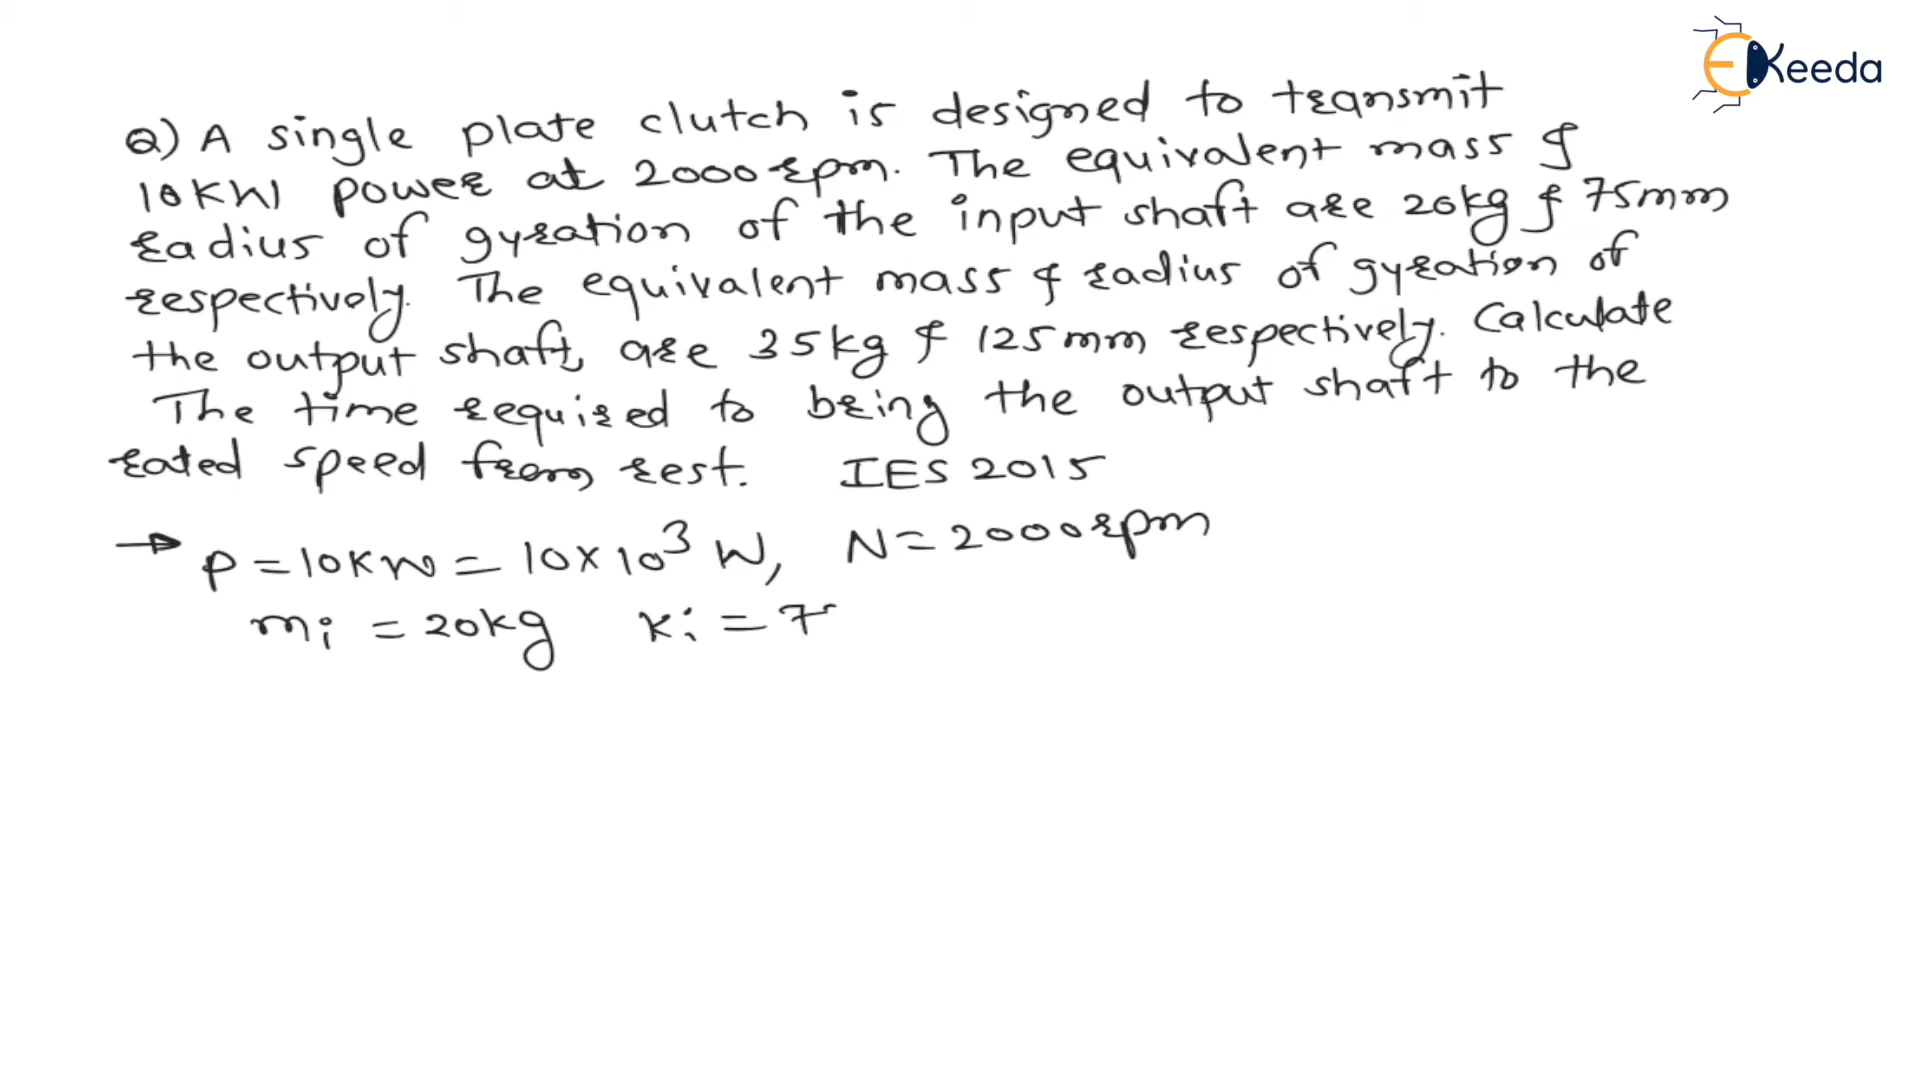 EKeeda
Q) A single plate clutch is designed to transmit
10KW power at 2000 rpm. The equivalent mass &
radius of gyration of the input shaft are 20kg & 75mm
respectively. The equivalent mass & radius of gyration of
the output shaft, are 35kg & 125mm respectively. Calculate
The time required to bring the output shaft to the
rated speed from rest. IES 2015
→ P = 10KW = 10×10³ W, N = 2000rpm
mi = 20kg Ki = 7